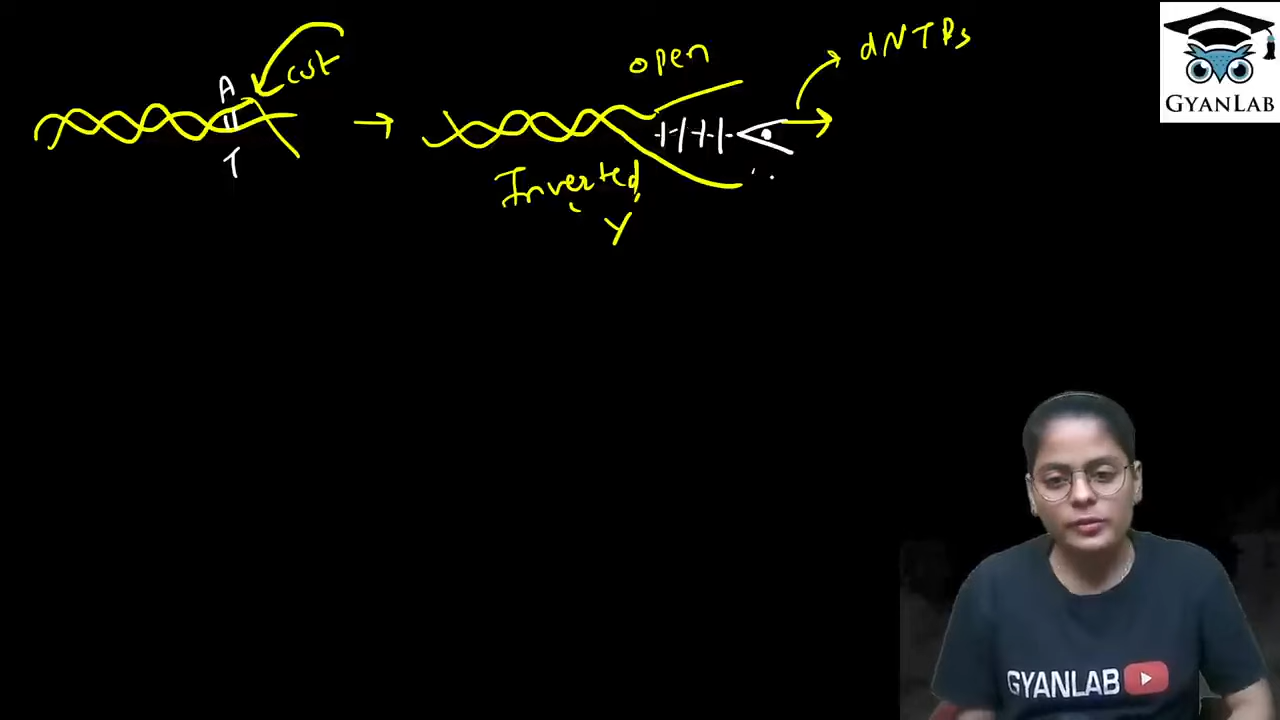 A
cut
T
open
dNTPs
Inverted
Y
GYANLAB
GYANLAB